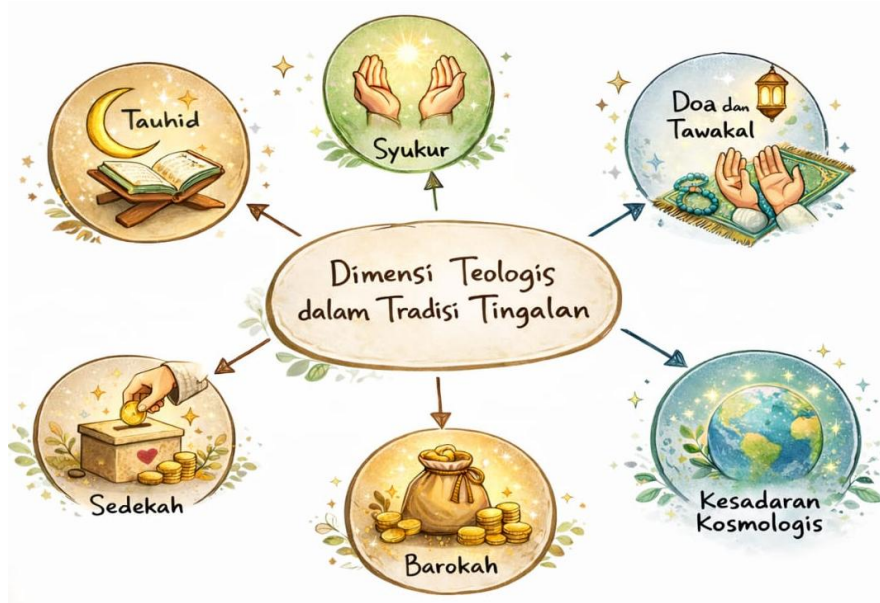 Tauhid
Syukur
Doa dan
Tawakal
Dimensi Teologis
dalam Tradisi Tingalan
Sedekah
Barokah
Kesadaran
Kosmologis